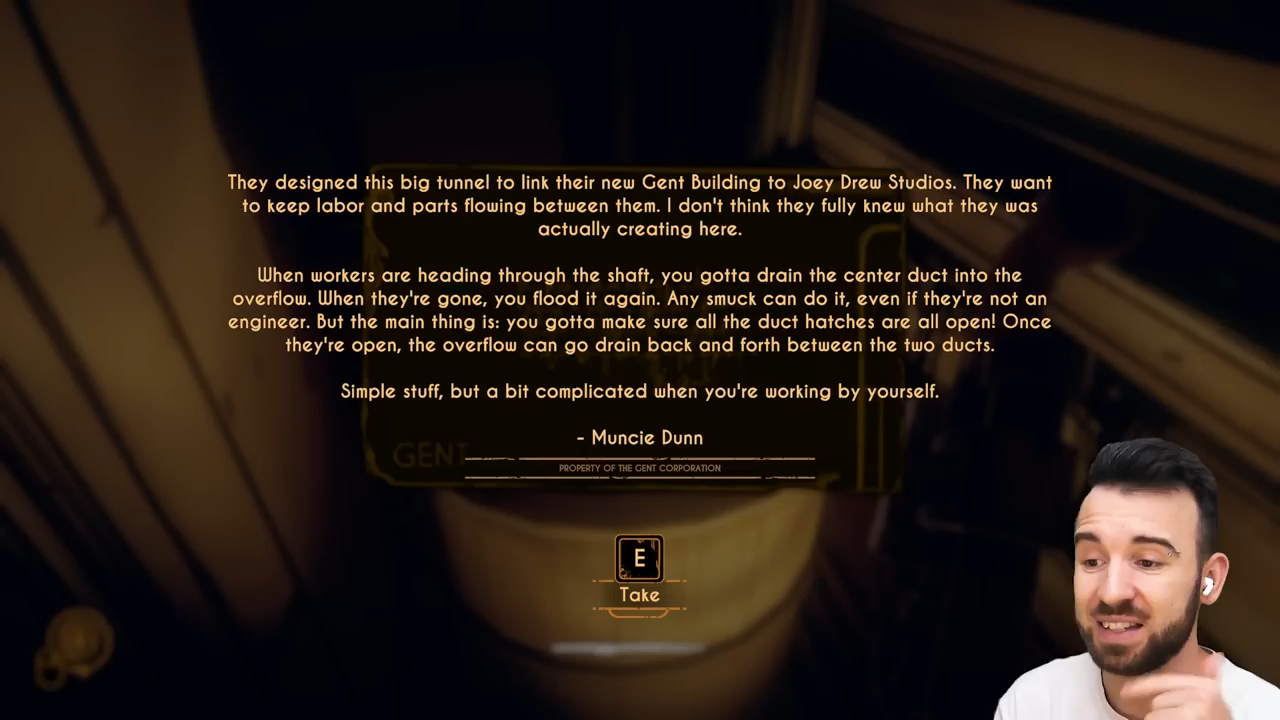 They designed this big tunnel to link their new Gent Building to Joey Drew Studios. They want
to keep labor and parts flowing between them. I don't think they fully knew what they was
actually creating here.
When workers are heading through the shaft, you gotta drain the center duct into the
overflow. When they're gone, you flood it again. Any smuck can do it, even if they're not an
engineer. But the main thing is: you gotta make sure all the duct hatches are all open! Once
they're open, the overflow can go drain back and forth between the two ducts.
Simple stuff, but a bit complicated when you're working by yourself.
- Muncie Dunn
GENT
PROPERTY OF THE GENT CORPORATION
E
Take